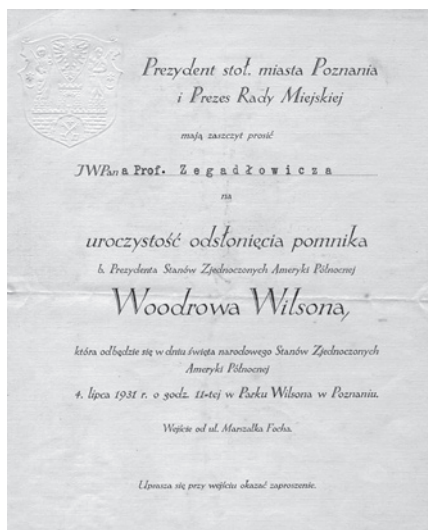 Prezydent stoł. miasta Poznania
i Prezes Rady Miejskiej
mają zaszczyt prosić
JWPana Prof. Zegadłowicza
na
uroczystość odsłonięcia pomnika
b. Prezydenta Stanów Zjednoczonych Ameryki Północnej
Woodrowa Wilsona,
która odbędzie się w dniu święta narodowego Stanów Zjednoczonych
Ameryki Północnej
4. lipca 1931 r. o godz. 11-tej w Parku Wilsona w Poznaniu.
Wejście od ul. Marszałka Focha.
Uprasza się przy wejściu okazać zaproszenie.